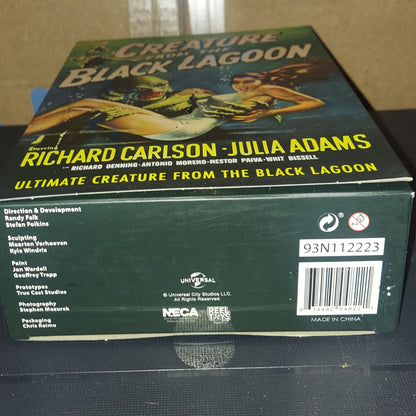 CREATURE
FROM THE
BLACK LAGOON
Starring
RICHARD CARLSON · JULIA ADAMS
with RICHARD DENNING · ANTONIO MORENO · NESTOR PAIVA · WHIT BISSELL
ULTIMATE CREATURE FROM THE BLACK LAGOON
Direction & Development
Randy Falk
Stefan Folkins
Sculpting
Maarten Verhoeven
Kyle Windrix
Paint
Jon Wardell
Geoffrey Trapp
Prototypes
True Cast Studios
Photography
Stephen Mazurek
Packaging
Chris Raimo
UNIVERSAL
© Universal City Studios LLC.
All Rights Reserved.
NECA
REEL
TOYS
93N112223
MADE IN CHINA